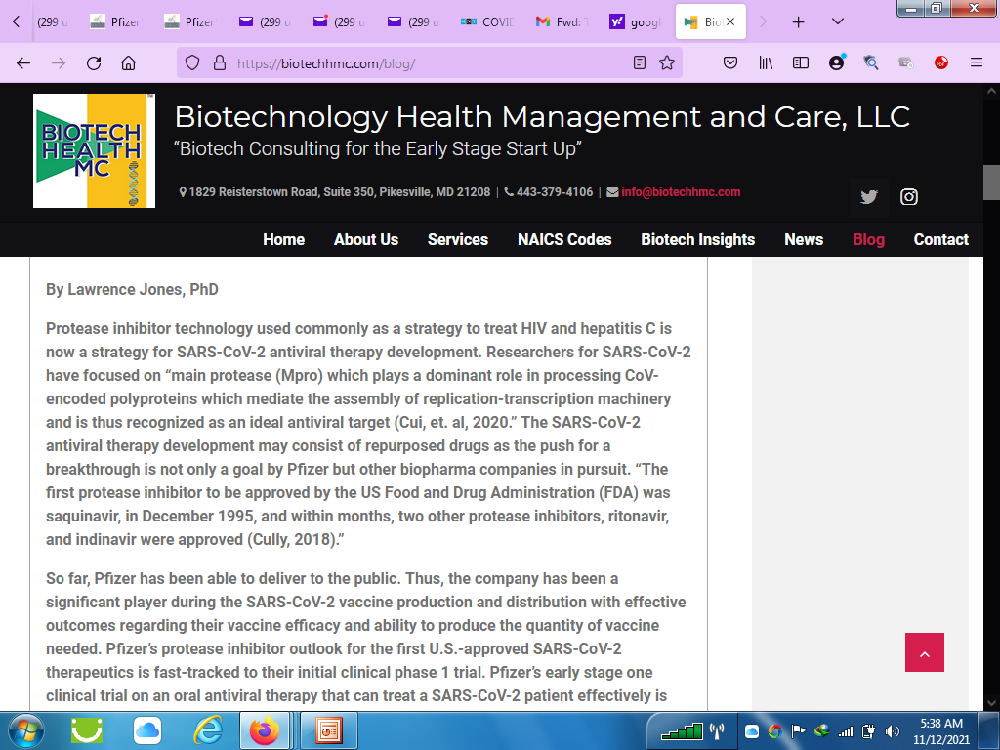 (299 u
Pfizer
Pfizer
(299 u
(299 u
(299 u
COVID
Fwd: T
googl
Bio
https://biotechhmc.com/blog/
BIOTECH
HEALTH
MC
Biotechnology Health Management and Care, LLC
“Biotech Consulting for the Early Stage Start Up”
1829 Reisterstown Road, Suite 350, Pikesville, MD 21208 | 443-379-4106 | info@biotechhmc.com
Home About Us Services NAICS Codes Biotech Insights News Blog Contact
By Lawrence Jones, PhD
Protease inhibitor technology used commonly as a strategy to treat HIV and hepatitis C is
now a strategy for SARS-CoV-2 antiviral therapy development. Researchers for SARS-CoV-2
have focused on “main protease (Mpro) which plays a dominant role in processing CoV-
encoded polyproteins which mediate the assembly of replication-transcription machinery
and is thus recognized as an ideal antiviral target (Cui, et. al, 2020.” The SARS-CoV-2
antiviral therapy development may consist of repurposed drugs as the push for a
breakthrough is not only a goal by Pfizer but other biopharma companies in pursuit. “The
first protease inhibitor to be approved by the US Food and Drug Administration (FDA) was
saquinavir, in December 1995, and within months, two other protease inhibitors, ritonavir,
and indinavir were approved (Cully, 2018).”
So far, Pfizer has been able to deliver to the public. Thus, the company has been a
significant player during the SARS-CoV-2 vaccine production and distribution with effective
outcomes regarding their vaccine efficacy and ability to produce the quantity of vaccine
needed. Pfizer’s protease inhibitor outlook for the first U.S.-approved SARS-CoV-2
therapeutics is fast-tracked to their initial clinical phase 1 trial. Pfizer’s early stage one
clinical trial on an oral antiviral therapy that can treat a SARS-CoV-2 patient effectively is
5:38 AM
11/12/2021